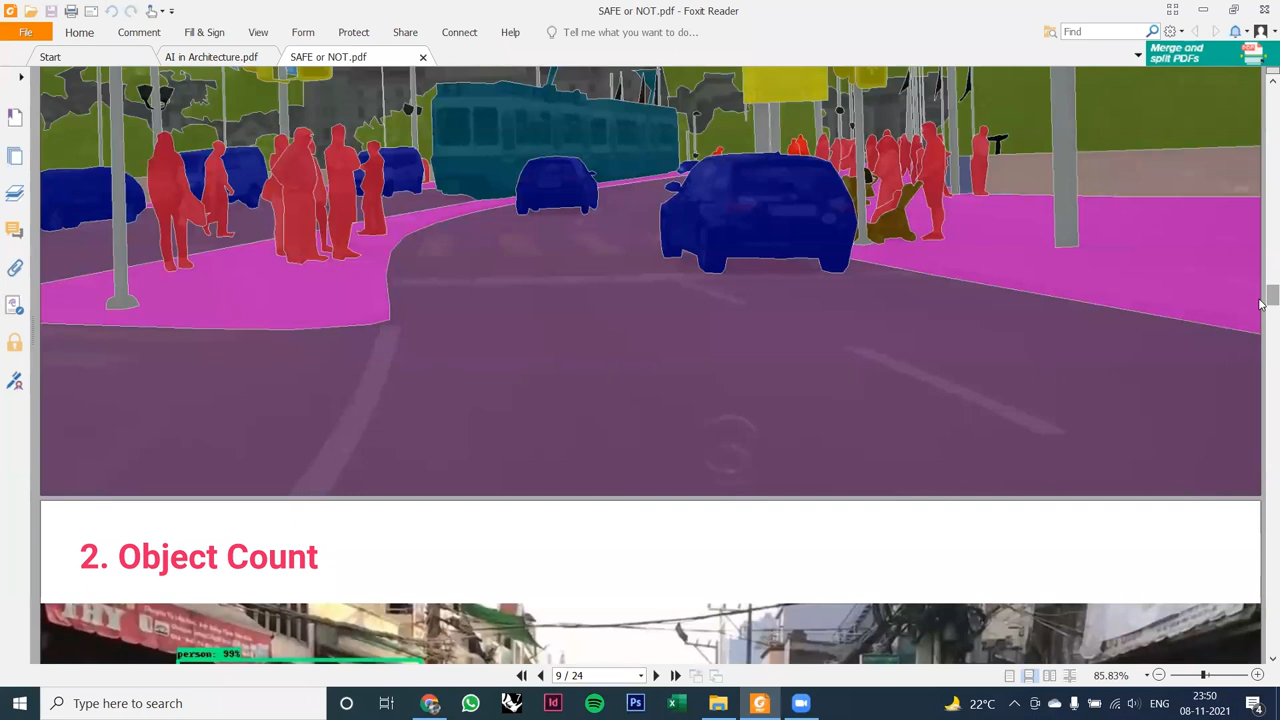 SAFE or NOT.pdf - Foxit Reader
File
Home
Comment
Fill & Sign
View
Form
Protect
Share
Connect
Help
Tell me what you want to do...
Find
Start
AI in Architecture.pdf
SAFE or NOT.pdf
Merge and
split PDFs
2. Object Count
person: 99%
9 / 24
85.83%
Type here to search
22°C
ENG
23:50
08-11-2021
4